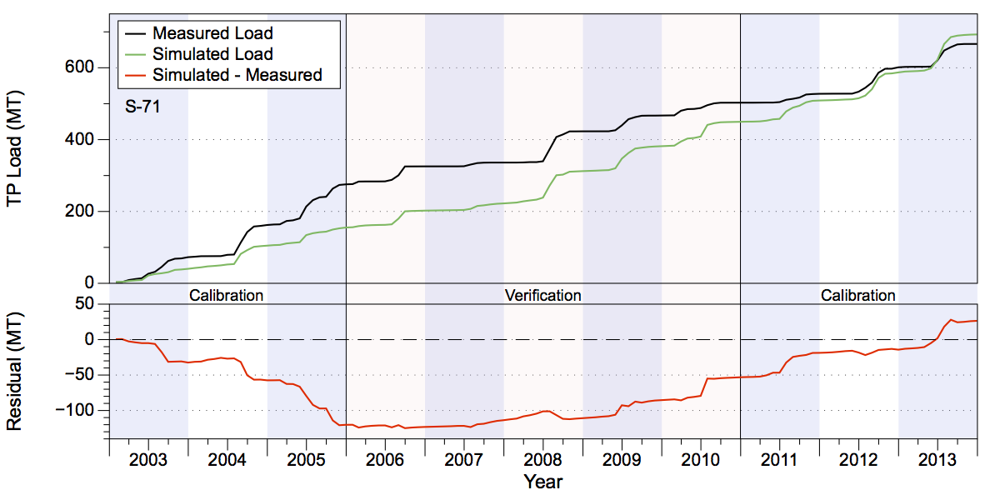 Measured Load
Simulated Load
Simulated - Measured
S-71
TP Load (MT)
600
400
200
0
Calibration
Verification
Calibration
Residual (MT)
50
0
−50
−100
2003 2004 2005 2006 2007 2008 2009 2010 2011 2012 2013
Year